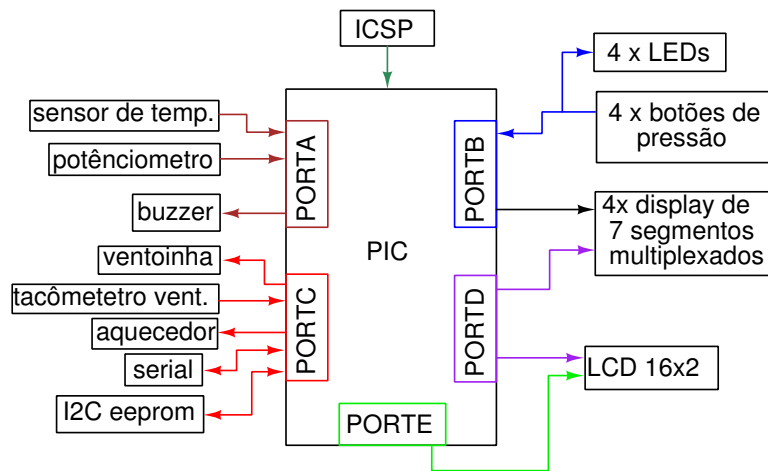 ICSP
sensor de temp.
potênciometro
buzzer
ventoinha
tacômetetro vent.
aquecedor
serial
I2C eeprom
PORTA
PORTC
PIC
PORTE
PORTB
PORTD
4 x LEDs
4 x botões de
pressão
4x display de
7 segmentos
multiplexados
LCD 16x2